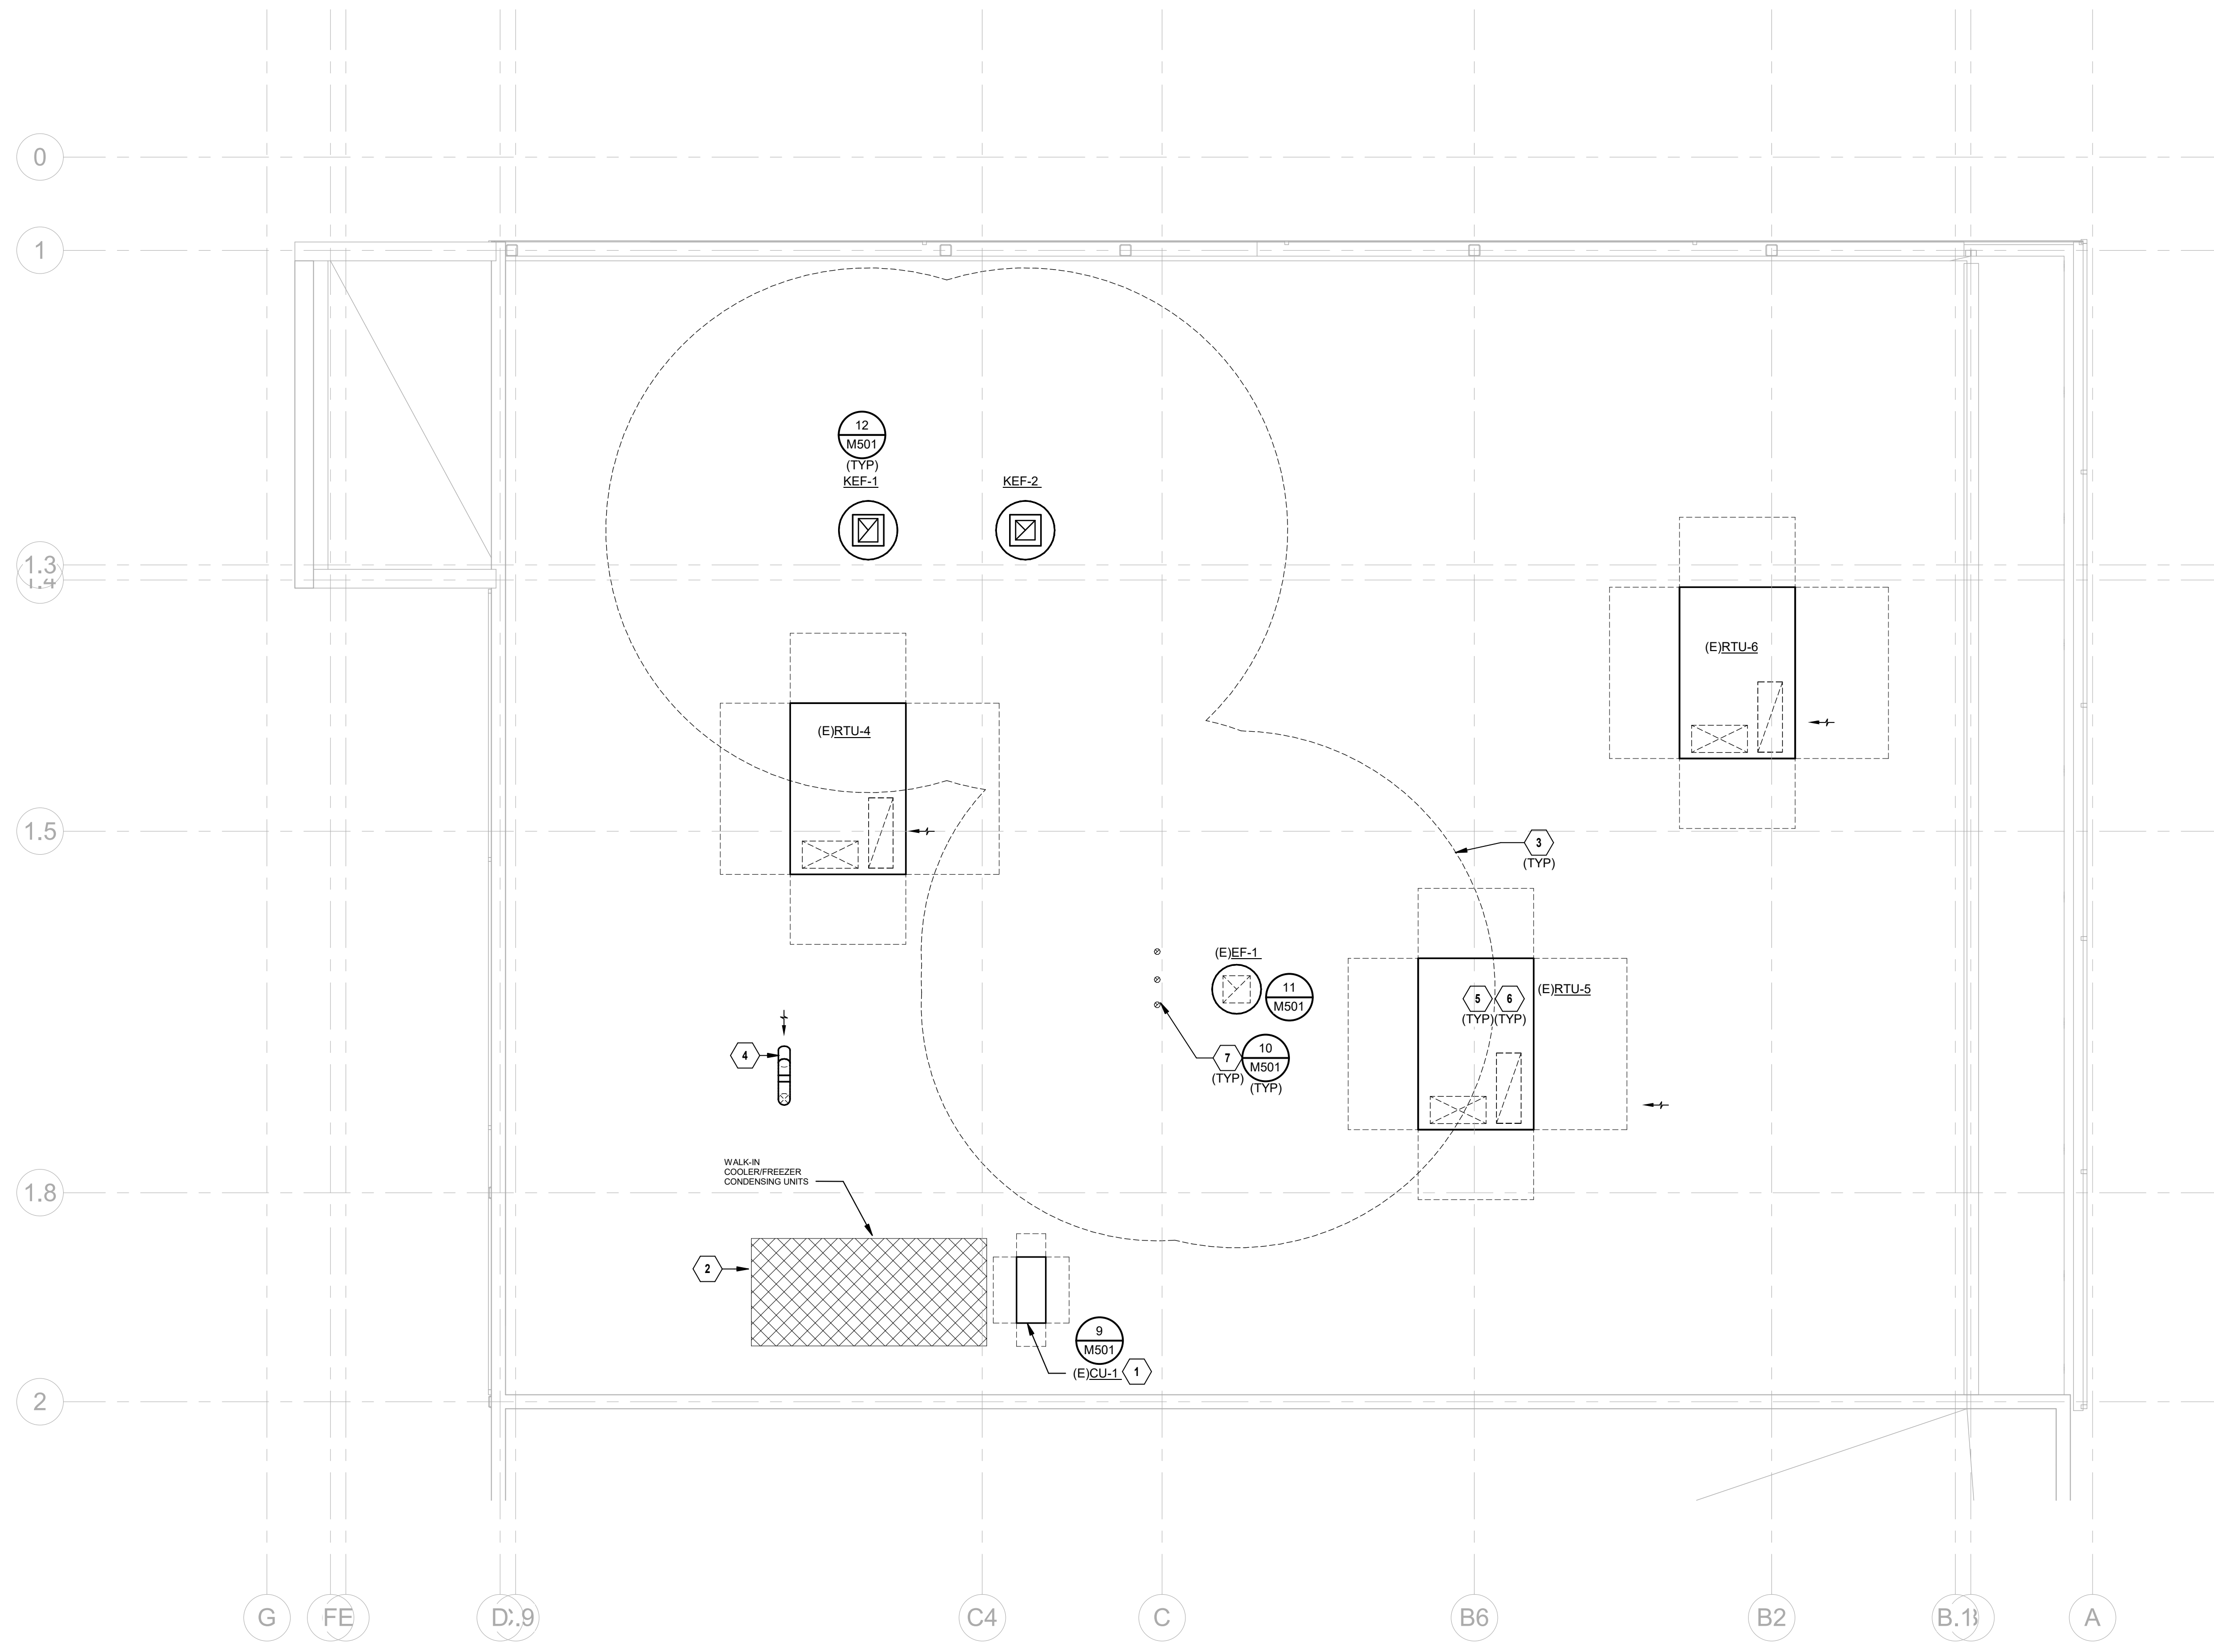 0
1
12
M501
(TYP)
KEF-1
KEF-2
1.3
1.4
(E)RTU-6
(E)RTU-4
1.5
3
(TYP)
(E)EF-1
11
M501
5
6
(TYP)
(TYP)
(E)RTU-5
4
7
(TYP)
10
M501
(TYP)
WALK-IN
COOLER/FREEZER
CONDENSING UNITS
1.8
2
9
M501
(E)CU-1
1
2
G
F
E
C4
C
B6
B2
A